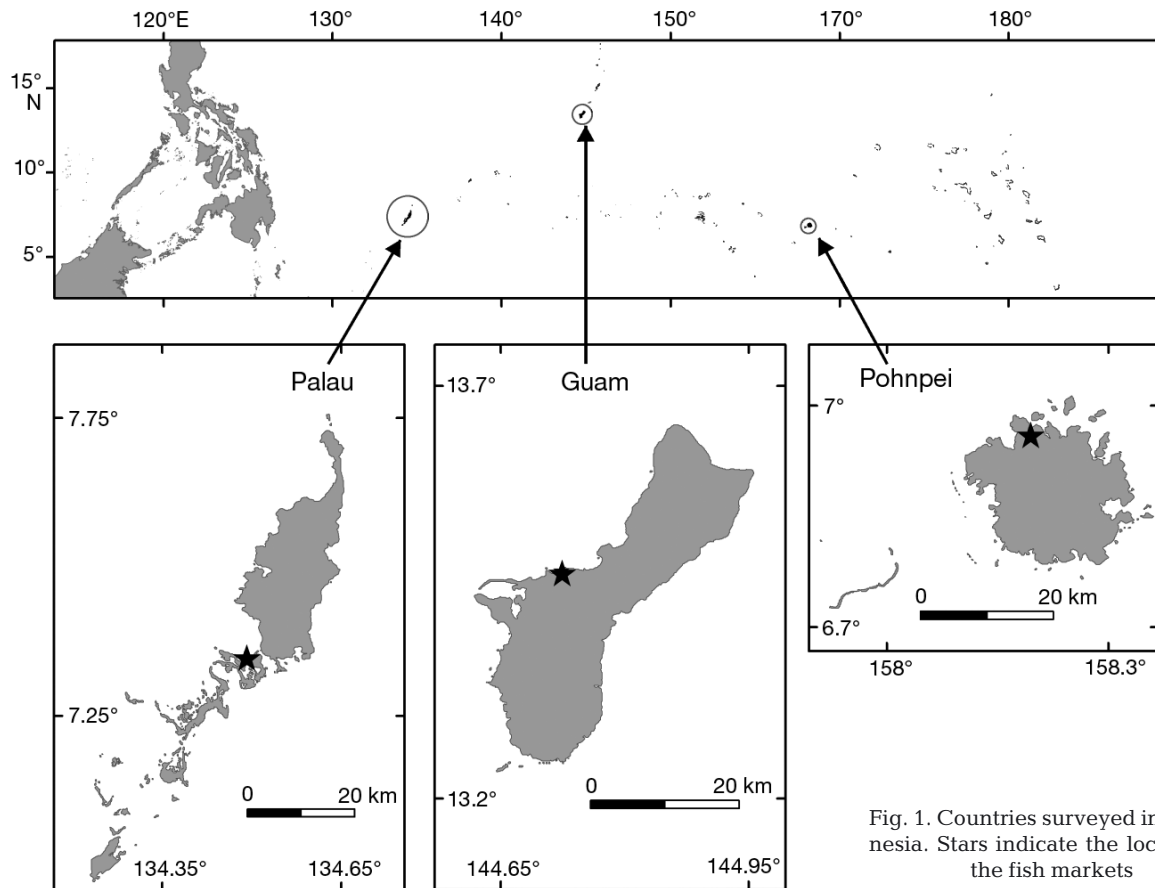 120°E 130° 140° 150° 160° 170° 180°
15°
N
10°
5°
Palau Guam Pohnpei
7.75°
7.25°
0 20 km
134.35° 134.65°
13.7°
13.2°
0 20 km
144.65° 144.95°
7°
6.7°
0 20 km
158° 158.3°
Fig. 1. Countries surveyed in
nesia. Stars indicate the loc
the fish markets